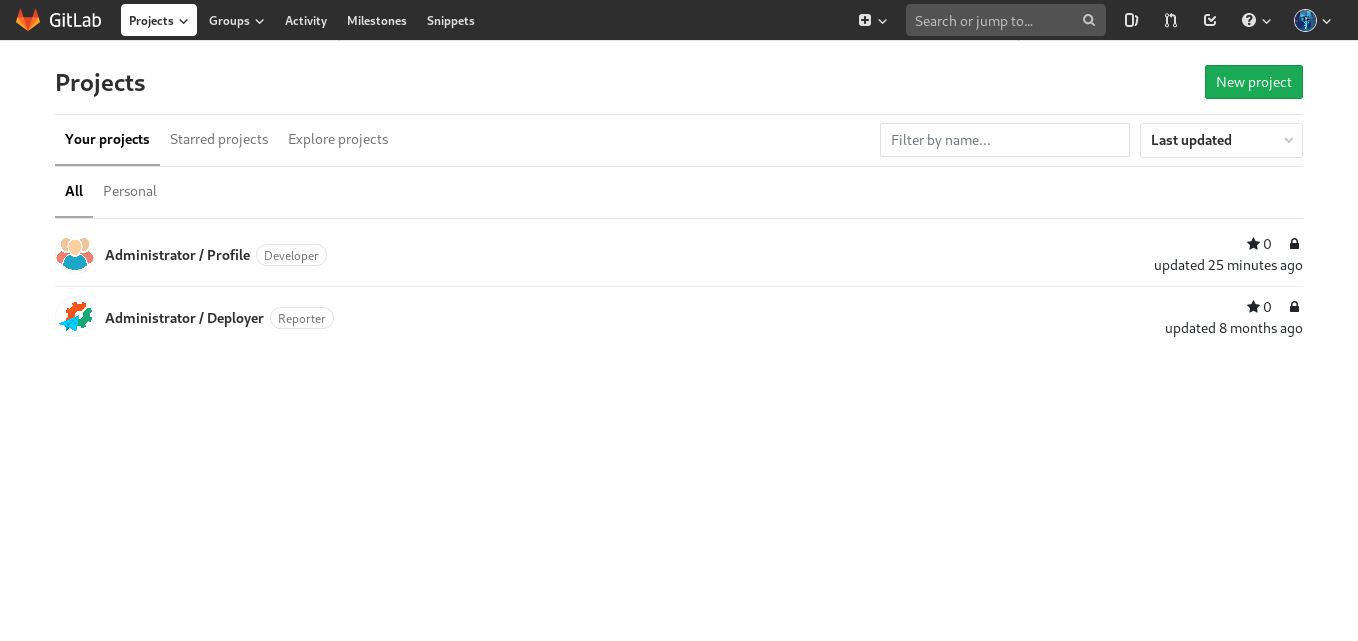 GitLab Projects Groups Activity Milestones Snippets Search or jump to...
Projects
New project
Your projects Starred projects Explore projects Filter by name... Last updated
All Personal
Administrator / Profile Developer
0
updated 25 minutes ago
Administrator / Deployer Reporter
0
updated 8 months ago